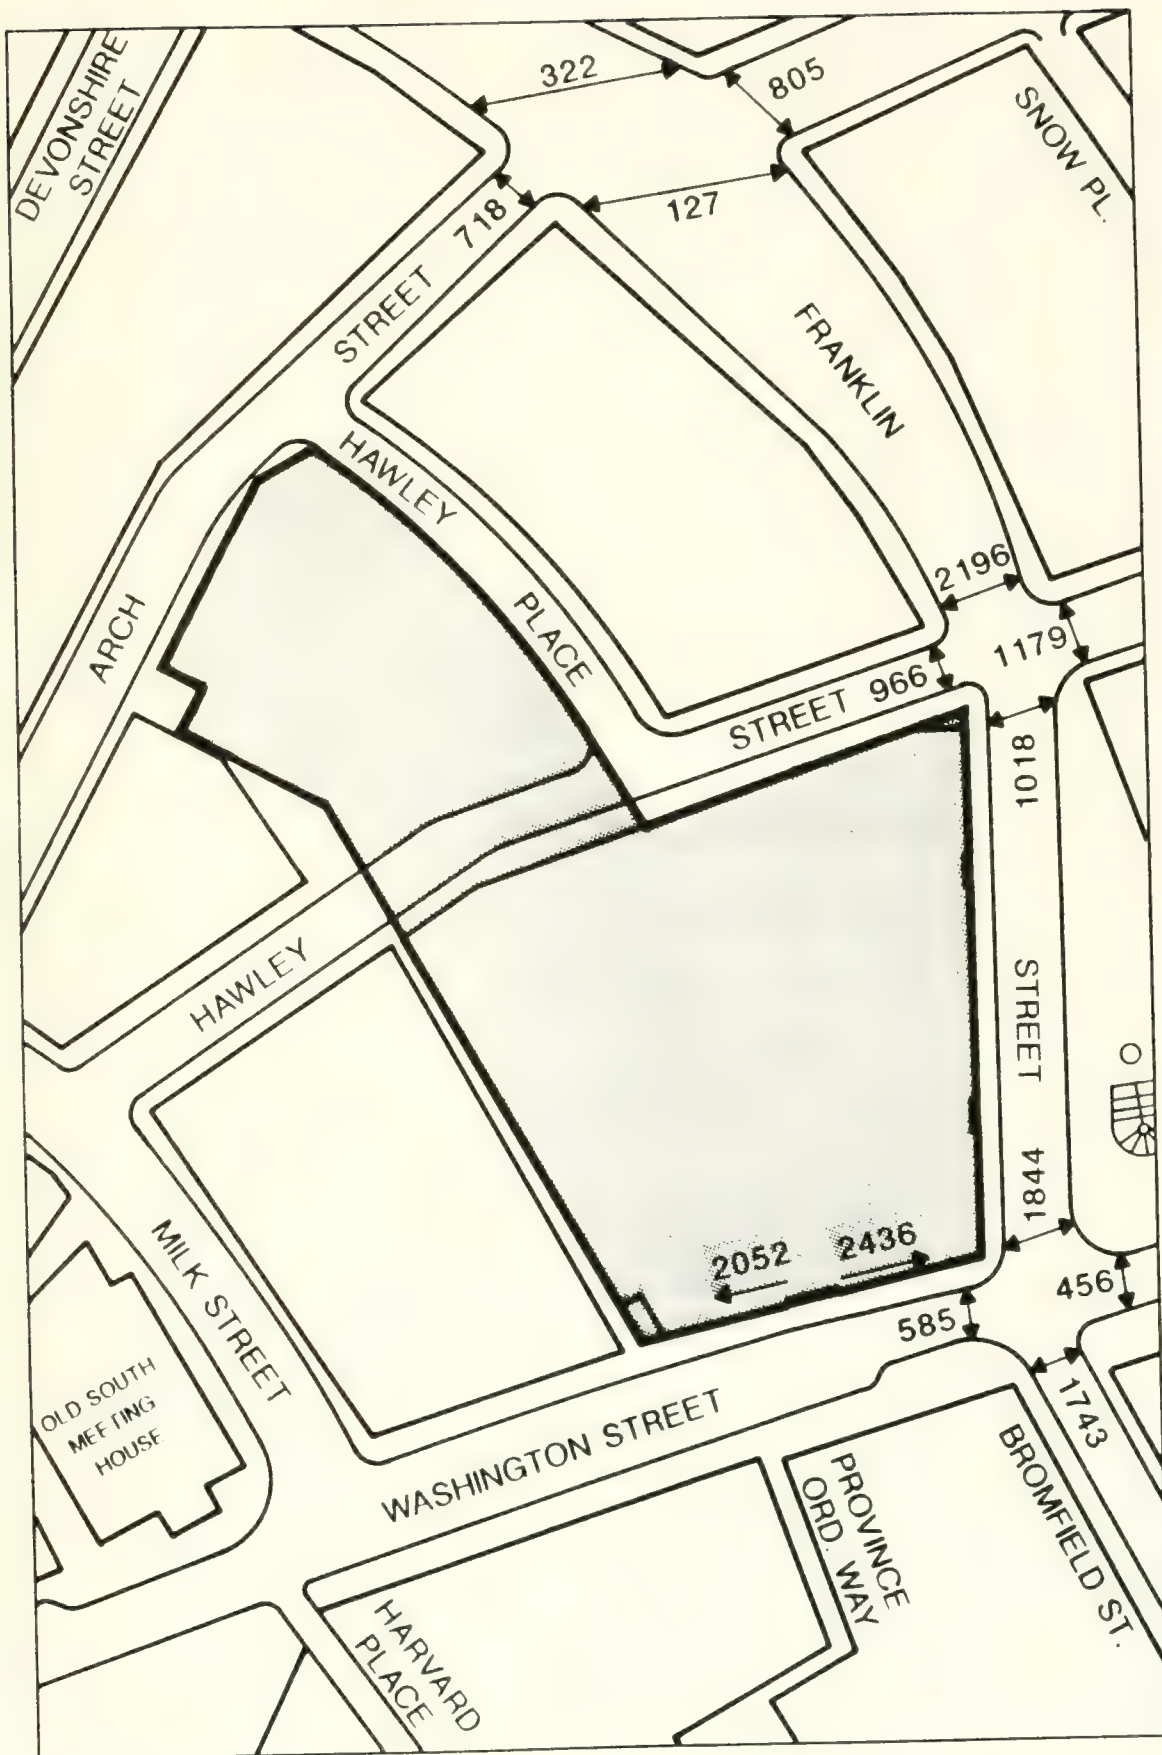 DEVONSHIRE
STREET
322
805
SNOW PL.
718
127
STREET
FRANKLIN
HAWLEY
PLACE
ARCH
2196
1179
966
STREET
1018
HAWLEY
STREET
1844
2052
2436
456
585
MILK STREET
OLD SOUTH
MEETING
HOUSE
WASHINGTON STREET
1743
PROVINCE
ORD. WAY
BROMFIELD ST.
HARVARD
PLACE